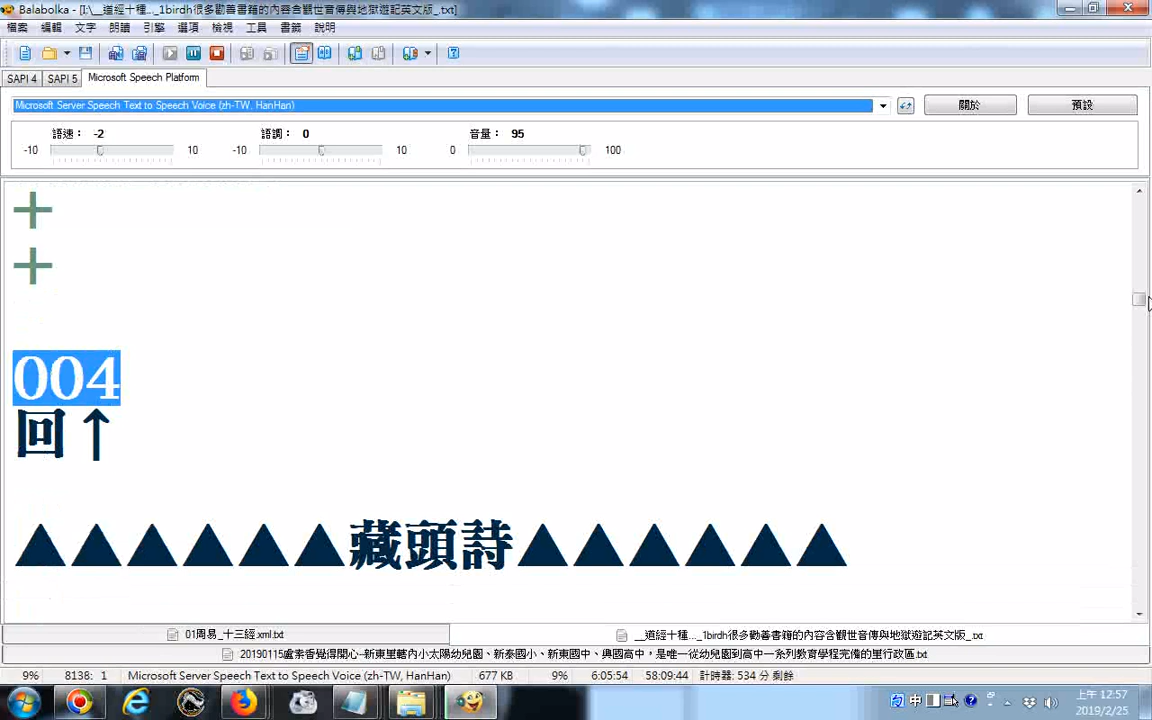 Balabolka - [I:\__道經十種..._1birdh很多勸善書籍的內容含觀世音傳與地獄遊記英文版_.txt]
檔案 編輯 文字 朗讀 引擎 選項 檢視 工具 書籤 說明
SAPI 4 SAPI 5 Microsoft Speech Platform
Microsoft Server Speech Text to Speech Voice (zh-TW, HanHan) 關於 預設
語速： -2 語調： 0 音量： 95
-10 10 -10 10 0 100
＋
＋
004
回↑
▲▲▲▲▲▲藏頭詩▲▲▲▲▲▲
01周易_十三經.xml.txt __道經十種..._1birdh很多勸善書籍的內容含觀世音傳與地獄遊記英文版_.txt
20190115盧素香覺得開心--新東里轄內小太陽幼兒園、新泰國小、新東國中、興國高中，是唯一從幼兒園到高中一系列教育學程完備的里行政區.txt
9% 8138: 1 Microsoft Server Speech Text to Speech Voice (zh-TW, HanHan) 677 KB 9% 6:05:54 58:09:44 計時器: 534 分 剩餘
中 上午 12:57
2019/2/25